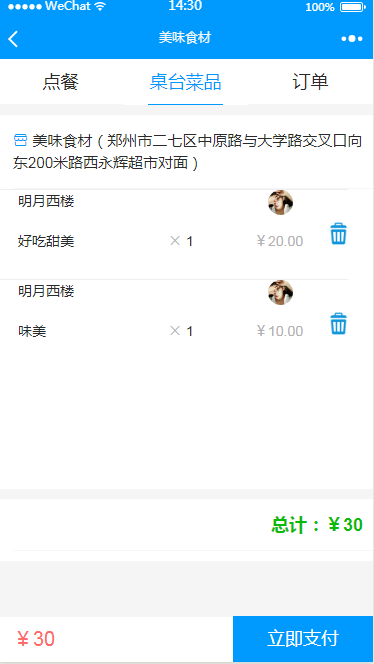 WeChat 14:30 100%
美味食材
点餐 桌台菜品 订单
美味食材（郑州市二七区中原路与大学路交叉口向
东200米路西永辉超市对面）
明月西楼
好吃甜美 × 1 ￥20.00
明月西楼
味美 × 1 ￥10.00
总计：￥30
￥30 立即支付